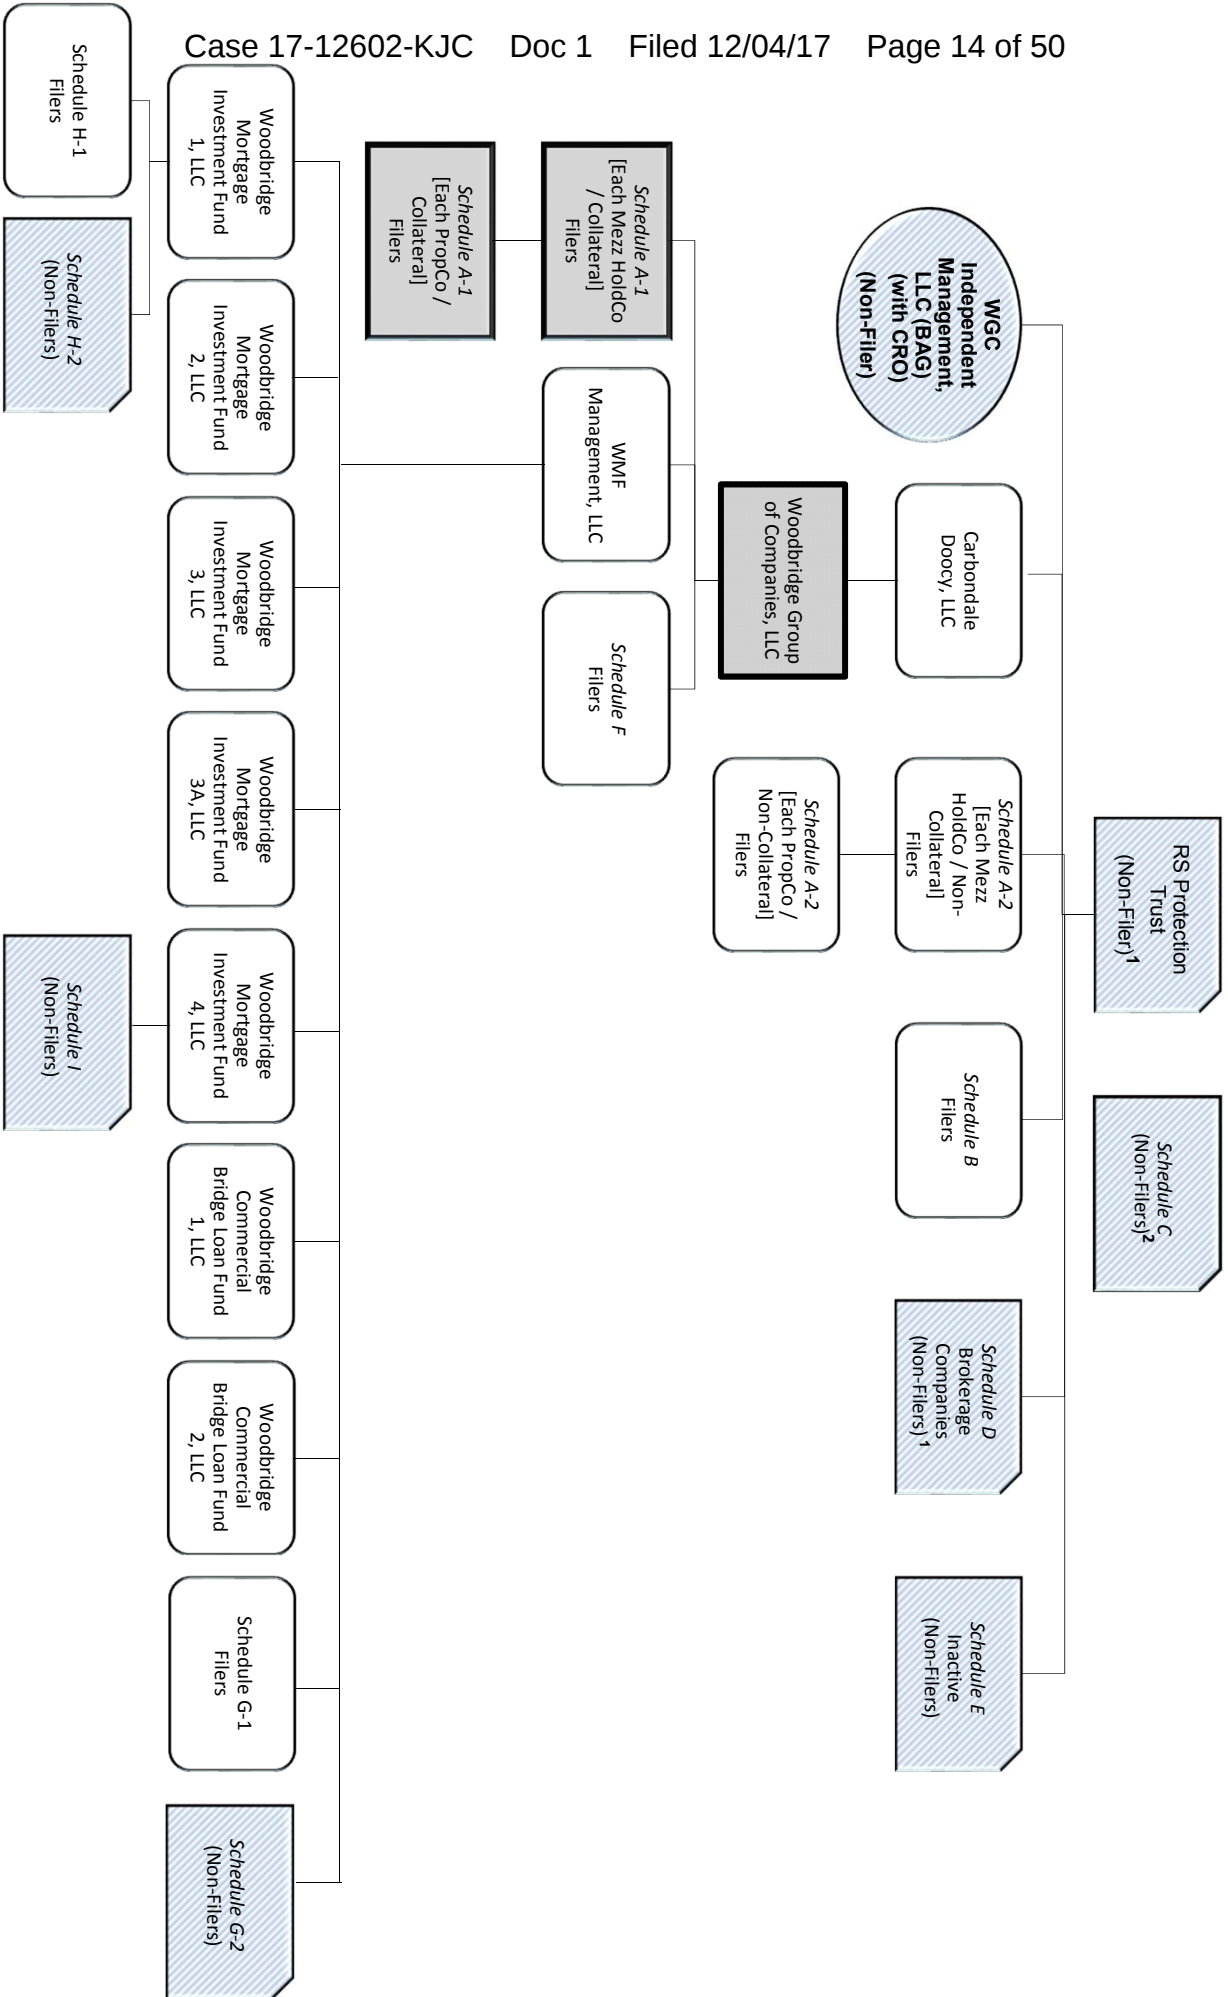 Case 17-12602-KJC Doc 1 Filed 12/04/17 Page 14 of 50
RS Protection
Trust
(Non-Filer)1
Schedule C
(Non-Filers)2
WGC
Independent
Management,
LLC (BAG)
(with CRO)
(Non-Filer)
Carbondale
Doocy, LLC
Schedule A-2
[Each Mezz
HoldCo / Non-
Collateral]
Filers
Schedule B
Filers
Schedule D
Brokerage
Companies
(Non-Filers)1
Schedule E
Inactive
(Non-Filers)
Woodbridge Group
of Companies, LLC
Schedule A-2
[Each PropCo /
Non-Collateral]
Filers
Schedule A-1
[Each Mezz HoldCo
/ Collateral]
Filers
WMF
Management, LLC
Schedule F
Filers
Schedule A-1
[Each PropCo /
Collateral]
Filers
Woodbridge
Mortgage
Investment Fund
1, LLC
Woodbridge
Mortgage
Investment Fund
2, LLC
Woodbridge
Mortgage
Investment Fund
3, LLC
Woodbridge
Mortgage
Investment Fund
3A, LLC
Woodbridge
Mortgage
Investment Fund
4, LLC
Woodbridge
Commercial
Bridge Loan Fund
1, LLC
Woodbridge
Commercial
Bridge Loan Fund
2, LLC
Schedule G-1
Filers
Schedule G-2
(Non-Filers)
Schedule H-1
Filers
Schedule H-2
(Non-Filers)
Schedule I
(Non-Filers)